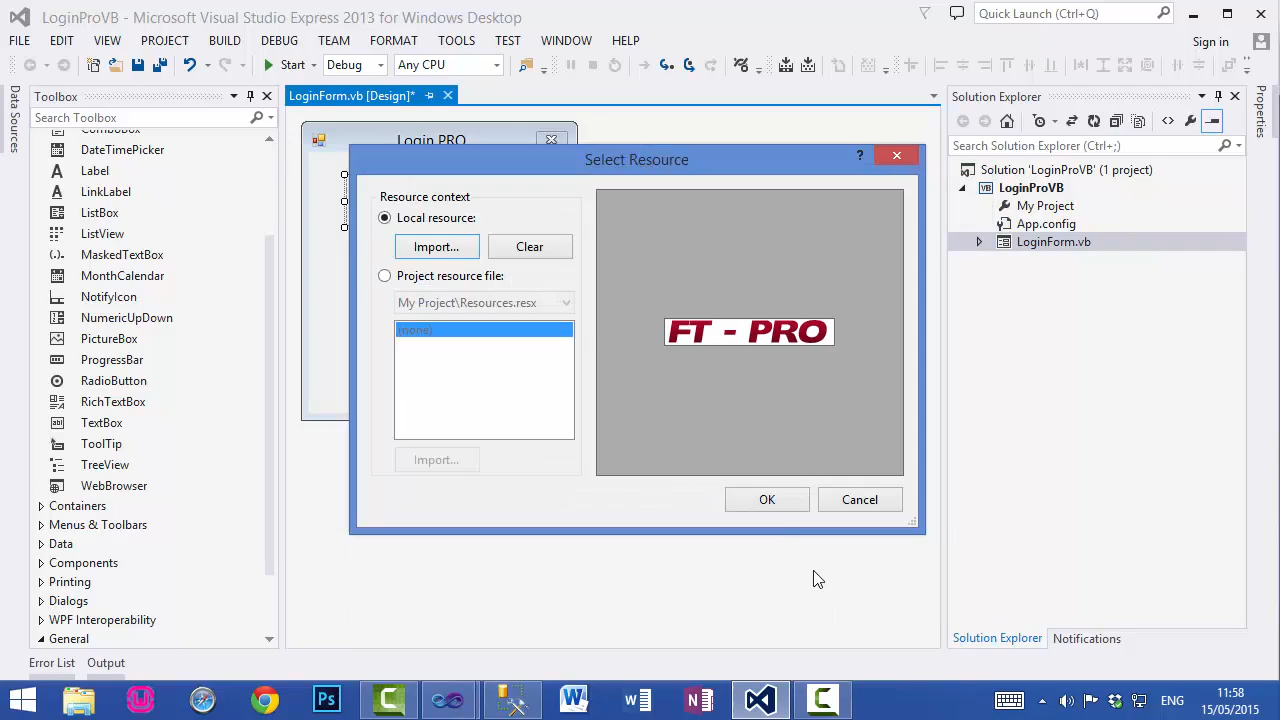 LoginProVB - Microsoft Visual Studio Express 2013 for Windows Desktop
Quick Launch (Ctrl+Q)
FILE EDIT VIEW PROJECT BUILD DEBUG TEAM FORMAT TOOLS TEST WINDOW HELP
Sign in
Start Debug Any CPU
Data Sources
Toolbox
Search Toolbox
ComboBox
DateTimePicker
Label
LinkLabel
ListBox
ListView
MaskedTextBox
MonthCalendar
NotifyIcon
NumericUpDown
PictureBox
ProgressBar
RadioButton
RichTextBox
TextBox
ToolTip
TreeView
WebBrowser
Containers
Menus & Toolbars
Data
Components
Printing
Dialogs
WPF Interoperability
General
Error List Output
LoginForm.vb [Design]*
Login PRO
Select Resource
Resource context
Local resource:
Import... Clear
Project resource file:
My Project\Resources.resx
(none)
Import...
FT - PRO
OK Cancel
Solution Explorer
Search Solution Explorer (Ctrl+;)
Solution 'LoginProVB' (1 project)
LoginProVB
My Project
App.config
LoginForm.vb
Solution Explorer Notifications
Properties
ENG
11:58
15/05/2015